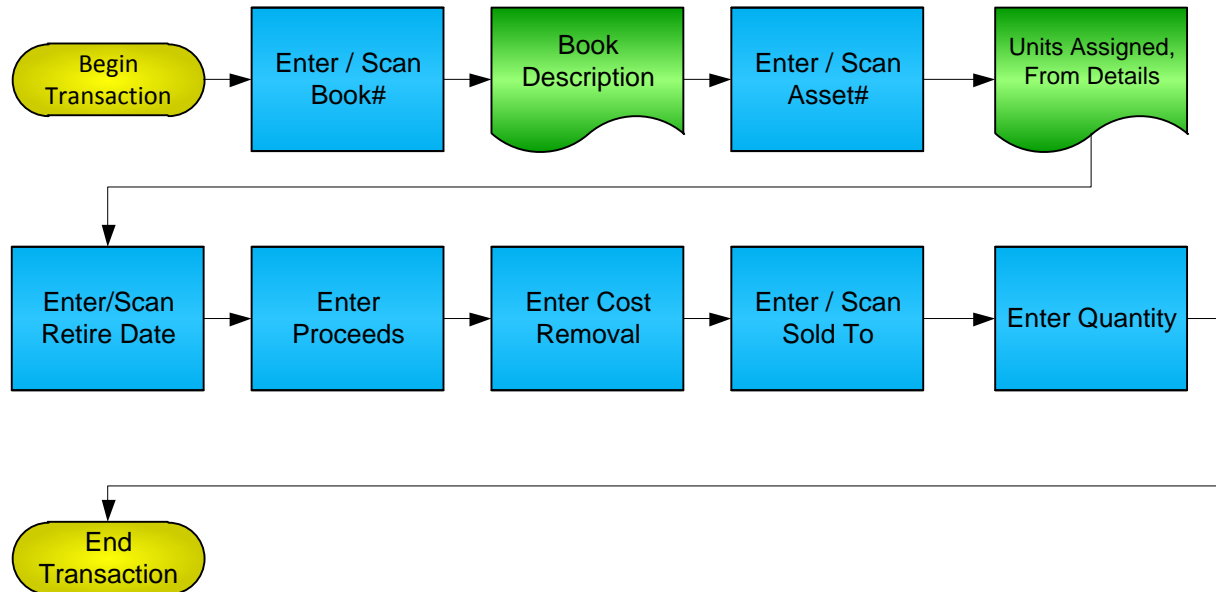 Begin
Transaction
Enter / Scan
Book#
Book
Description
Enter / Scan
Asset#
Units Assigned,
From Details
Enter/Scan
Retire Date
Enter
Proceeds
Enter Cost
Removal
Enter / Scan
Sold To
Enter Quantity
End
Transaction